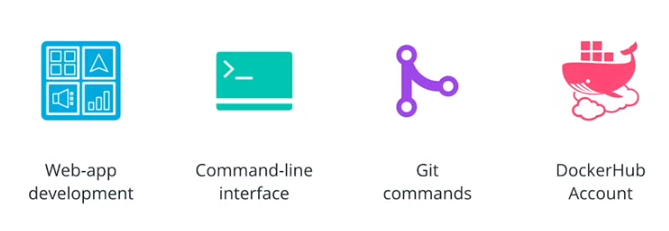 Web-app
development
Command-line
interface
Git
commands
DockerHub
Account